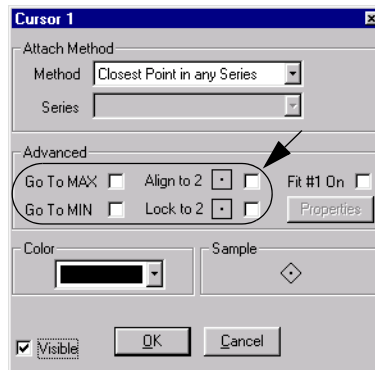 Cursor 1
Attach Method
Method Closest Point in any Series
Series
Advanced
Go To MAX Align to 2 Fit #1 On
Go To MIN Lock to 2 Properties
Color Sample
Visible OK Cancel